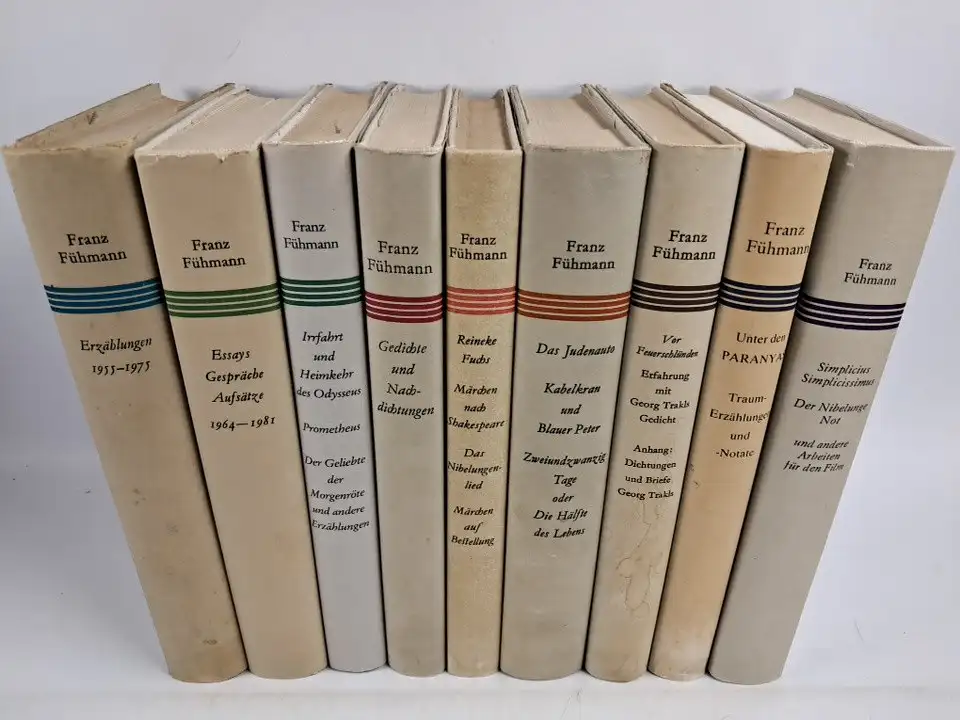 Franz
Fühmann
Erzählungen
1955–1975
Franz
Fühmann
Essays
Gespräche
Aufsätze
1964–1981
Franz
Fühmann
Irrfahrt
und
Heimkehr
des Odysseus
Prometheus
Der Geliebte
der
Morgenröte
und andere
Erzählungen
Franz
Fühmann
Gedichte
und
Nach-
dichtungen
Franz
Fühmann
Reineke
Fuchs
Märchen
nach
Shakespeare
Das
Nibelungen-
lied
Märchen
auf
Bestellung
Franz
Fühmann
Das Judenauto
Kabelkran
und
Blauer Peter
Zweiundzwanzig
Tage
oder
Die Hälfte
des Lebens
Franz
Fühmann
Vor
Feuerschlünden
Erfahrung
mit
Georg Trakls
Gedicht
Anhang:
Dichtungen
und Briefe
Georg Trakls
Franz
Fühmann
Unter den
PARANYAS
Traum-
Erzählungen
und
-Notate
Franz
Fühmann
Simplicius
Simplicissimus
Der Nibelunge
Not
und andere
Arbeiten
für den Film